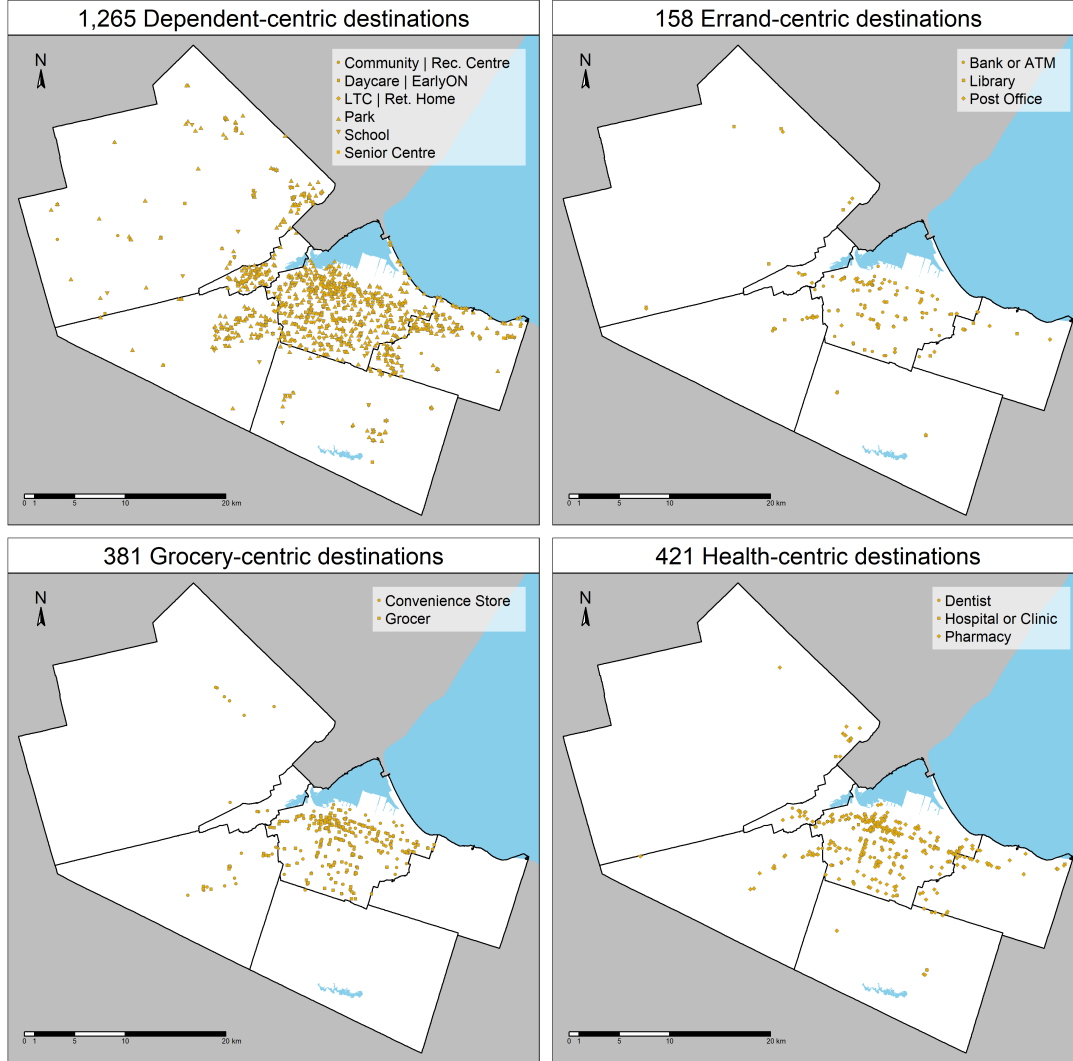 1,265 Dependent-centric destinations
N
Community | Rec. Centre
Daycare | EarlyON
LTC | Ret. Home
Park
School
Senior Centre
0 1 5 10 20 km
158 Errand-centric destinations
N
Bank or ATM
Library
Post Office
0 1 5 10 20 km
381 Grocery-centric destinations
N
Convenience Store
Grocer
0 1 5 10 20 km
421 Health-centric destinations
N
Dentist
Hospital or Clinic
Pharmacy
0 1 5 10 20 km